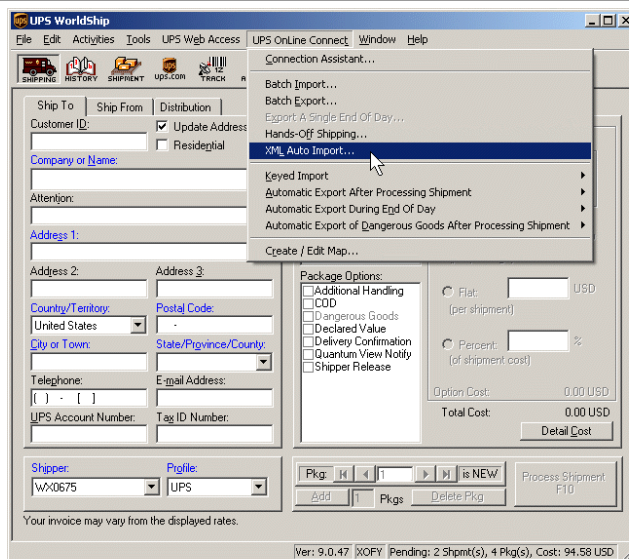 UPS WorldShip
File Edit Activities Tools UPS Web Access UPS OnLine Connect Window Help
SHIPPING HISTORY SHIPMENT ups.com TRACK
Connection Assistant...
Batch Import...
Batch Export...
Export A Single End Of Day...
Hands-Off Shipping...
XML Auto Import...
Keyed Import
Automatic Export After Processing Shipment
Automatic Export During End Of Day
Automatic Export of Dangerous Goods After Processing Shipment
Create / Edit Map...
Ship To Ship From Distribution
Customer ID: Update Address
Residential
Company or Name:
Attention:
Address 1:
Address 2: Address 3:
Country/Territory: Postal Code:
United States -
City or Town: State/Province/County:
Telephone: E-mail Address:
( ) - [ ]
UPS Account Number: Tax ID Number:
Package Options:
Additional Handling
COD
Dangerous Goods
Declared Value
Delivery Confirmation
Quantum View Notify
Shipper Release
Flat: USD
(per shipment)
Percent: %
(of shipment cost)
Option Cost: 0.00 USD
Total Cost: 0.00 USD
Detail Cost
Shipper: Profile:
WX0675 UPS
Pkg: 1 is NEW
Add 1 Pkgs Delete Pkg
Process Shipment
F10
Your invoice may vary from the displayed rates.
Ver: 9.0.47 XOFY Pending: 2 Shpmt(s), 4 Pkg(s), Cost: 94.58 USD